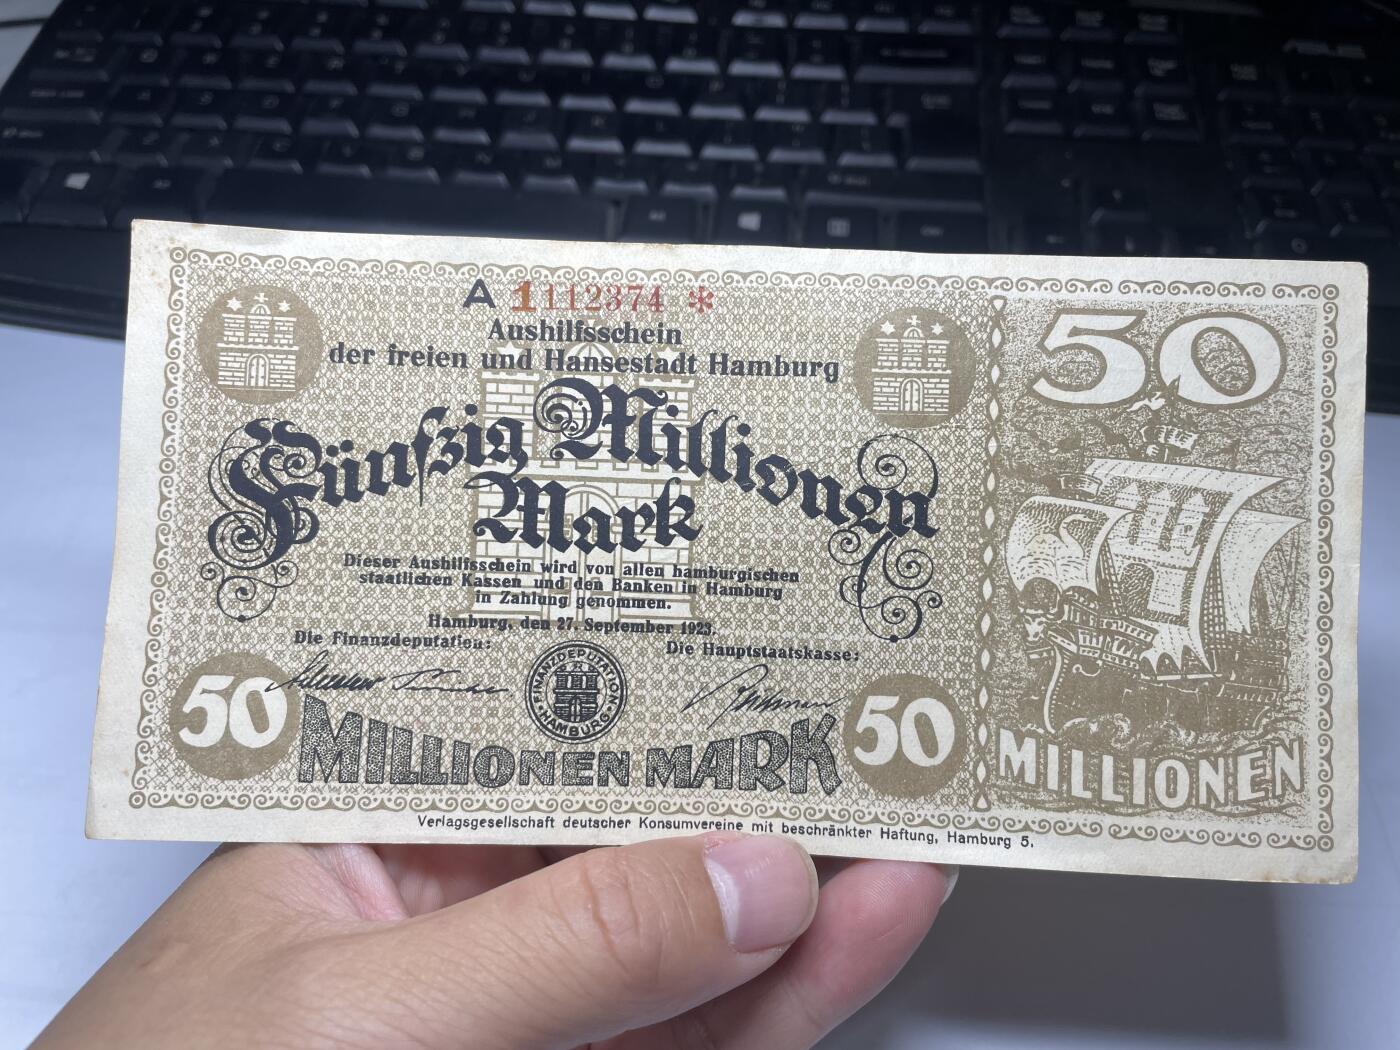 A 1112374 *
Aushilfsschein
der freien und Hansestadt Hamburg
Fünfzig Millionen
Mark
Dieser Aushilfsschein wird von allen hamburgischen
staatlichen Kassen und den Banken in Hamburg
in Zahlung genommen.
Hamburg, den 27. September 1923.
Die Finanzdeputation:
Die Hauptstaatskasse:
FINANZDEPUTATION
HAMBURG
50
MILLIONEN MARK
50
50
MILLIONEN
Verlagsgesellschaft deutscher Konsumvereine mit beschränkter Haftung, Hamburg 5.